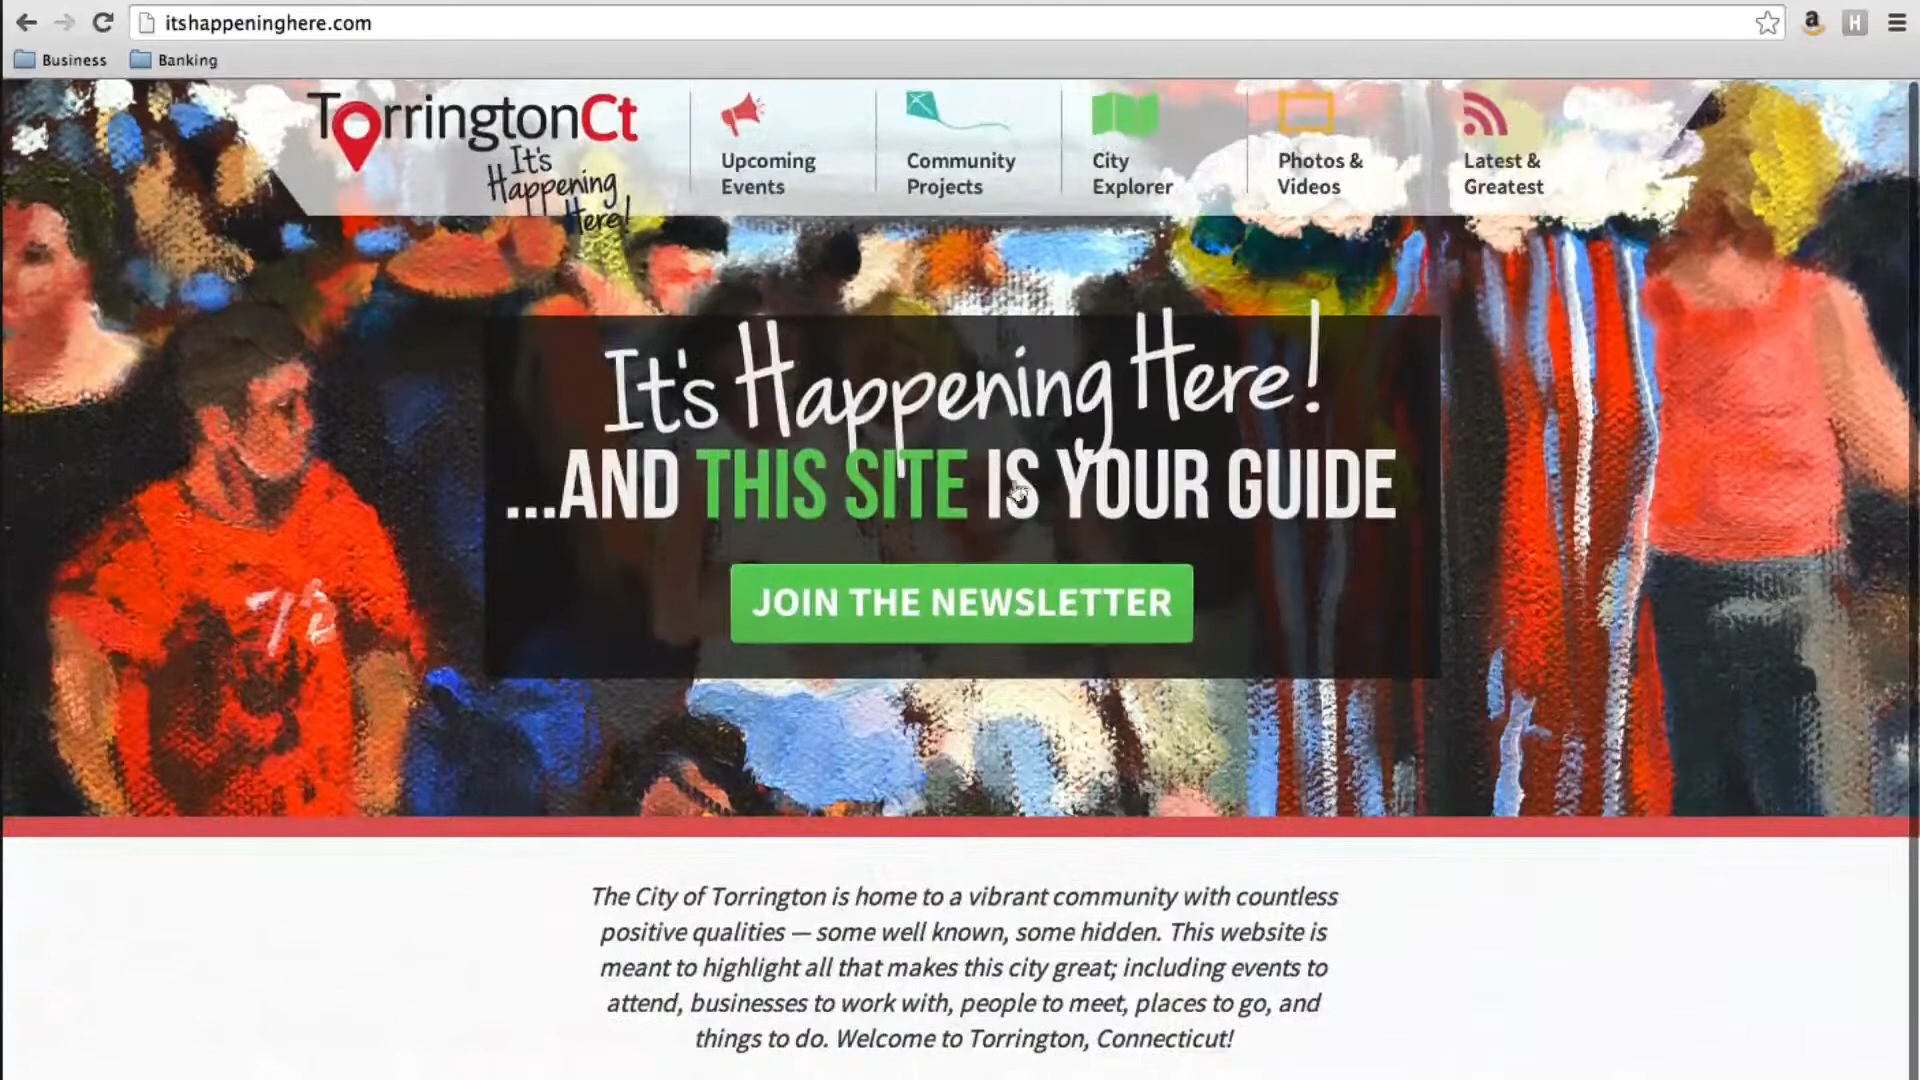 itshappeninghere.com
Business
Banking
TorringtonCt
It's
Happening
Here!
Upcoming
Events
Community
Projects
City
Explorer
Photos &
Videos
Latest &
Greatest
It's Happening Here!
...AND THIS SITE IS YOUR GUIDE
JOIN THE NEWSLETTER
The City of Torrington is home to a vibrant community with countless
positive qualities — some well known, some hidden. This website is
meant to highlight all that makes this city great; including events to
attend, businesses to work with, people to meet, places to go, and
things to do. Welcome to Torrington, Connecticut!